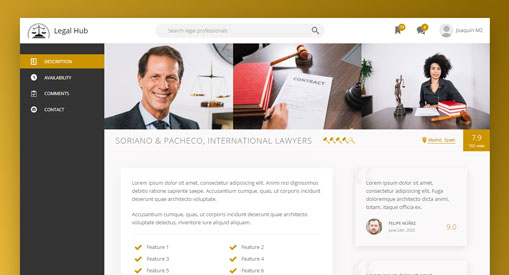 Legal Hub
Search legal professionals
Joaquin M2
DESCRIPTION
AVAILABILITY
COMMENTS
CONTACT
CONTRACT
SORIANO & PACHECO, INTERNATIONAL LAWYERS
Madrid, Spain
7.9
Lorem ipsum dolor sit amet, consectetur adipisicing elit. Animi non nisi dignissimos
debitis ratione sapiente saepe. Accusantium cumque, quas, ut corporis incidunt
deserunt quae architecto voluptate.
Accusantium cumque, quas, ut corporis incidunt deserunt quae architecto voluptate
delectus, inventore iure aliquid aliquam.
Feature 1
Feature 2
Feature 3
Feature 4
Feature 5
Feature 6
Lorem ipsum dolor sit amet,
consectetur adipisicing elit. Fuga
doloremque architecto dicta animi,
totam, itaque officia ex.
FELIPE NÚÑEZ
June 24th, 2020
9.0